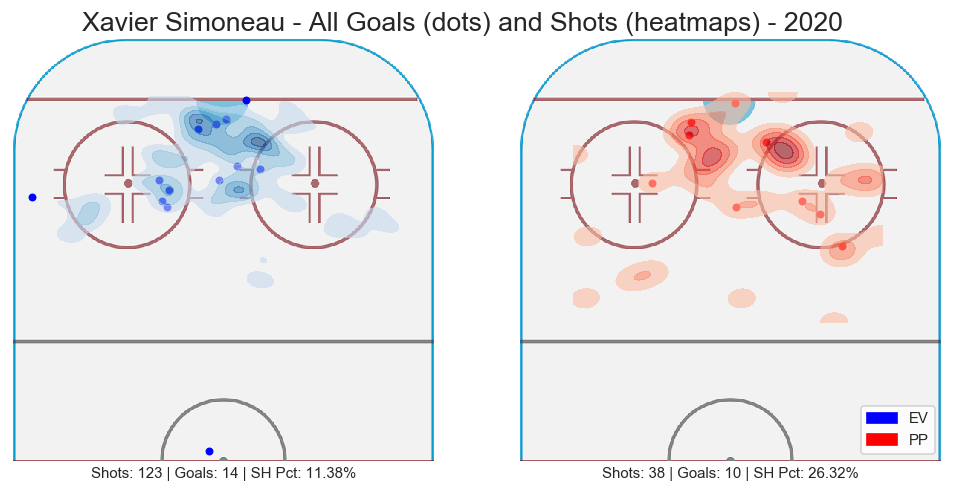 Xavier Simoneau - All Goals (dots) and Shots (heatmaps) - 2020
EV
PP
Shots: 123 | Goals: 14 | SH Pct: 11.38%
Shots: 38 | Goals: 10 | SH Pct: 26.32%